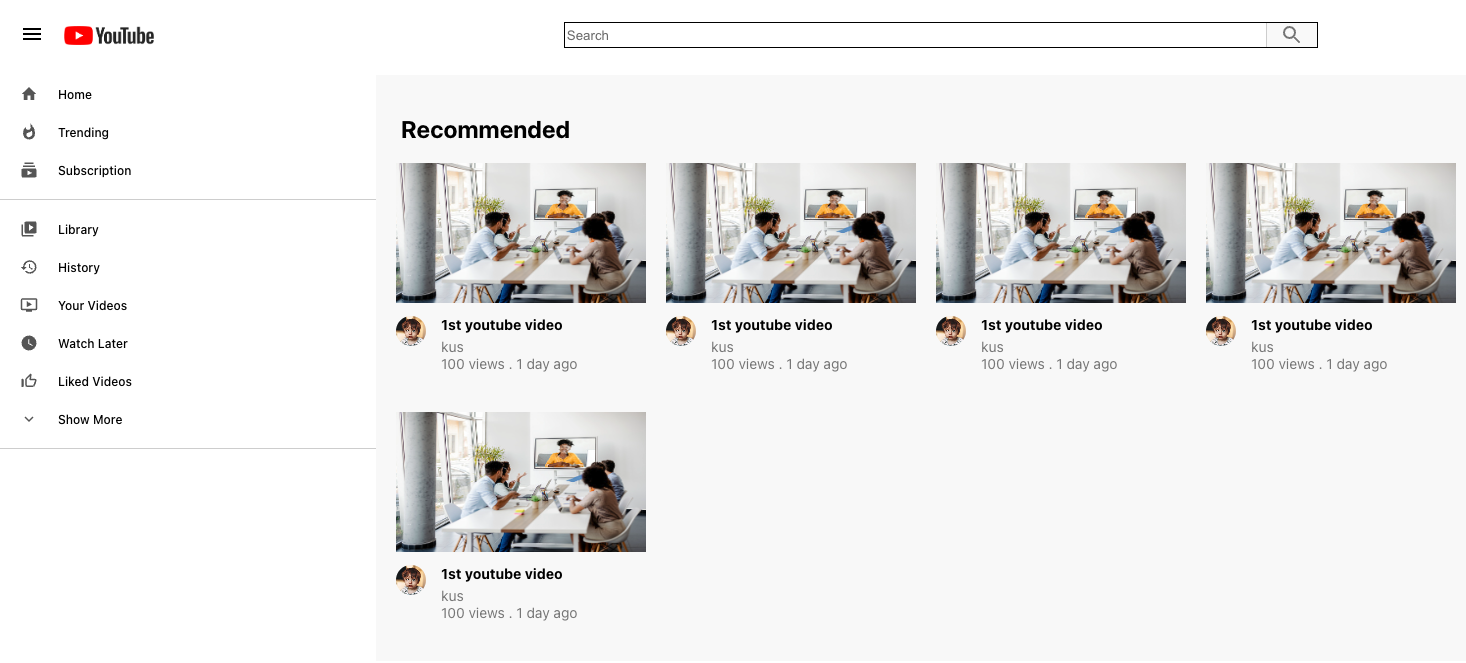 YouTube
Search
Home
Trending
Subscription
Library
History
Your Videos
Watch Later
Liked Videos
Show More
Recommended
1st youtube video
kus
100 views . 1 day ago
1st youtube video
kus
100 views . 1 day ago
1st youtube video
kus
100 views . 1 day ago
1st youtube video
kus
100 views . 1 day ago
1st youtube video
kus
100 views . 1 day ago